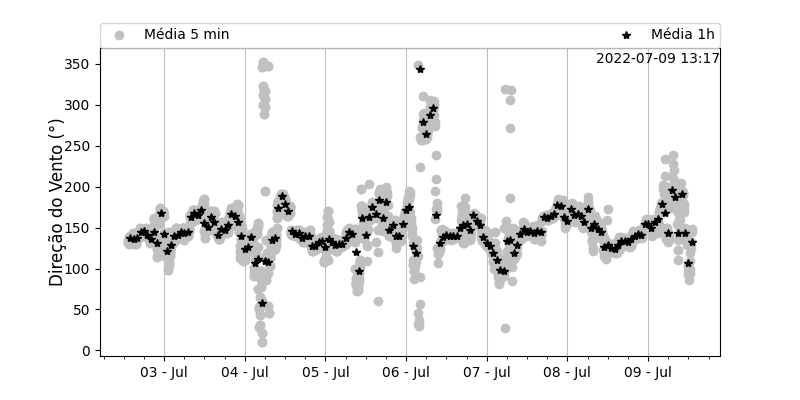 Média 5 min
Média 1h
2022-07-09 13:17
Direção do Vento (°)
350
300
250
200
150
100
50
0
03 - Jul
04 - Jul
05 - Jul
06 - Jul
07 - Jul
08 - Jul
09 - Jul